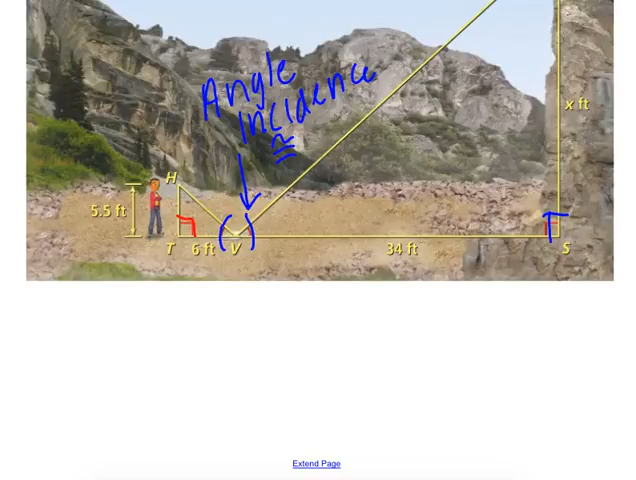 Angle
incidence
≅
x ft
H
5.5 ft
T
6 ft
V
34 ft
S
Extend Page